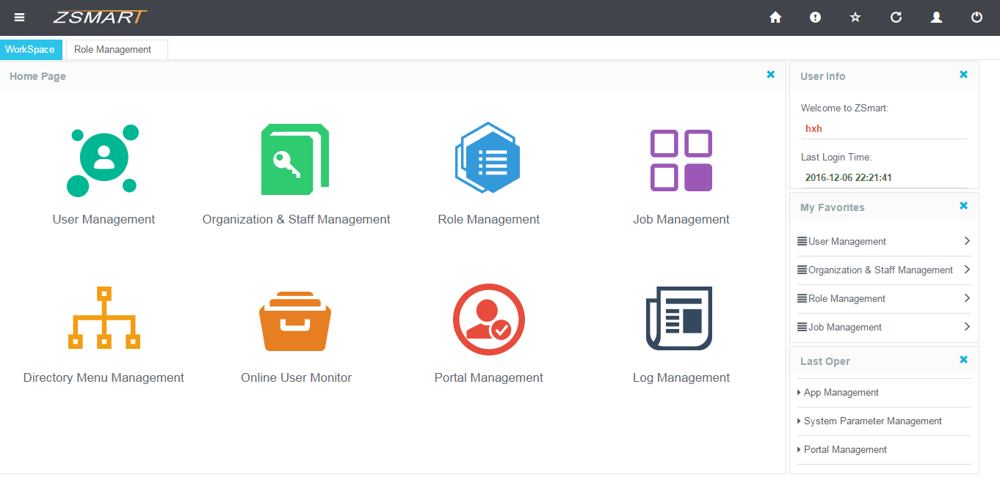 ZSMART
WorkSpace
Role Management
Home Page
User Management
Organization & Staff Management
Role Management
Job Management
Directory Menu Management
Online User Monitor
Portal Management
Log Management
User Info
Welcome to ZSmart:
hxh
Last Login Time:
2016-12-06 22:21:41
My Favorites
User Management
Organization & Staff Management
Role Management
Job Management
Last Oper
App Management
System Parameter Management
Portal Management